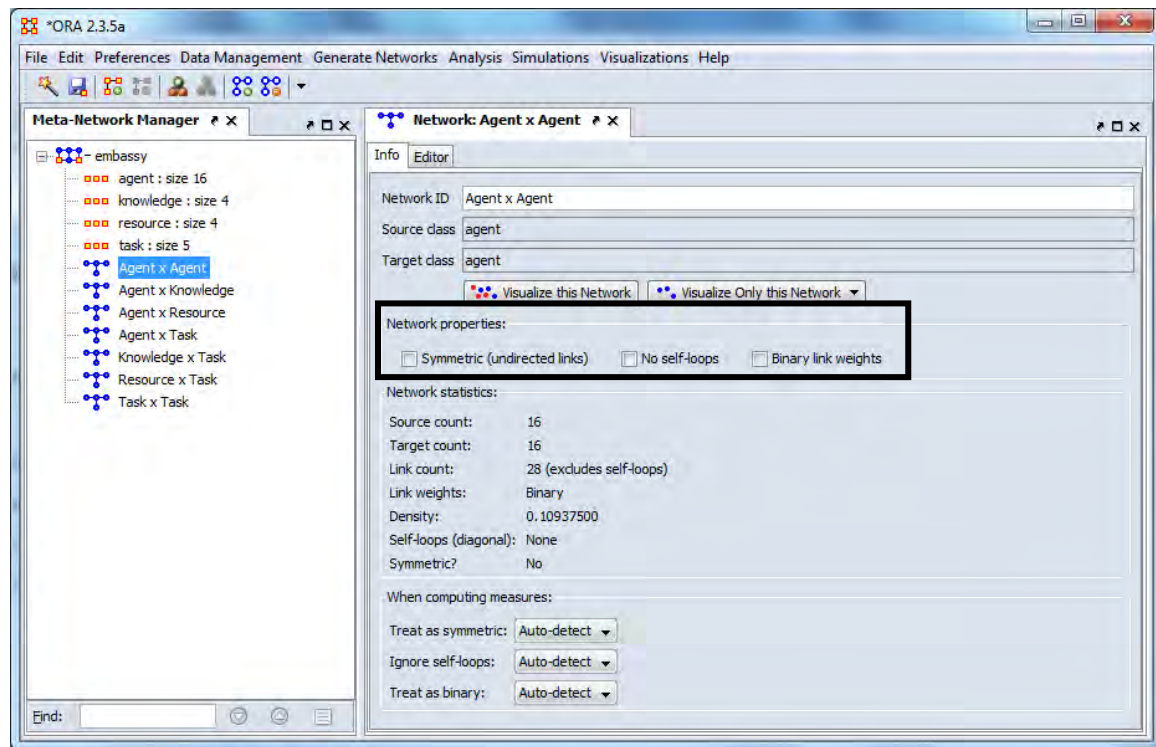 *ORA 2.3.5a
File Edit Preferences Data Management Generate Networks Analysis Simulations Visualizations Help
Meta-Network Manager
embassy
agent : size 16
knowledge : size 4
resource : size 4
task : size 5
Agent x Agent
Agent x Knowledge
Agent x Resource
Agent x Task
Knowledge x Task
Resource x Task
Task x Task
Find:
Network: Agent x Agent
Info Editor
Network ID Agent x Agent
Source class agent
Target class agent
Visualize this Network Visualize Only this Network
Network properties:
Symmetric (undirected links) No self-loops Binary link weights
Network statistics:
Source count: 16
Target count: 16
Link count: 28 (excludes self-loops)
Link weights: Binary
Density: 0.10937500
Self-loops (diagonal): None
Symmetric? No
When computing measures:
Treat as symmetric: Auto-detect
Ignore self-loops: Auto-detect
Treat as binary: Auto-detect